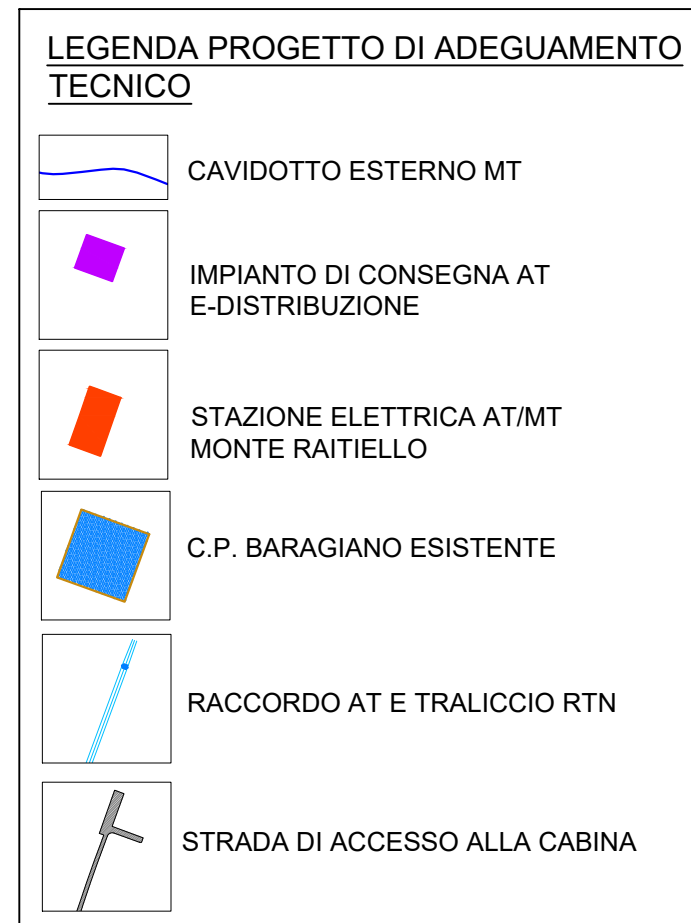 LEGENDA PROGETTO DI ADEGUAMENTO
TECNICO
CAVIDOTTO ESTERNO MT
IMPIANTO DI CONSEGNA AT
E-DISTRIBUZIONE
STAZIONE ELETTRICA AT/MT
MONTE RAITIELLO
C.P. BARAGIANO ESISTENTE
RACCORDO AT E TRALICCIO RTN
STRADA DI ACCESSO ALLA CABINA